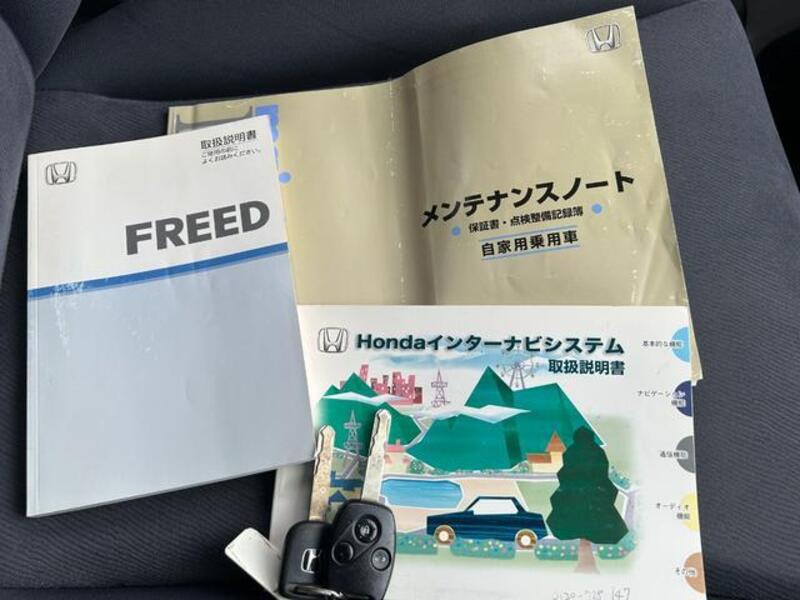 取扱説明書
ご使用の前に
よくお読みください。
FREED
メンテナンスノート
保証書・点検整備記録簿
自家用乗用車
Hondaインターナビシステム
取扱説明書
基本的な機能
ナビゲーション
機能
通信機能
オーディオ
機能
その他